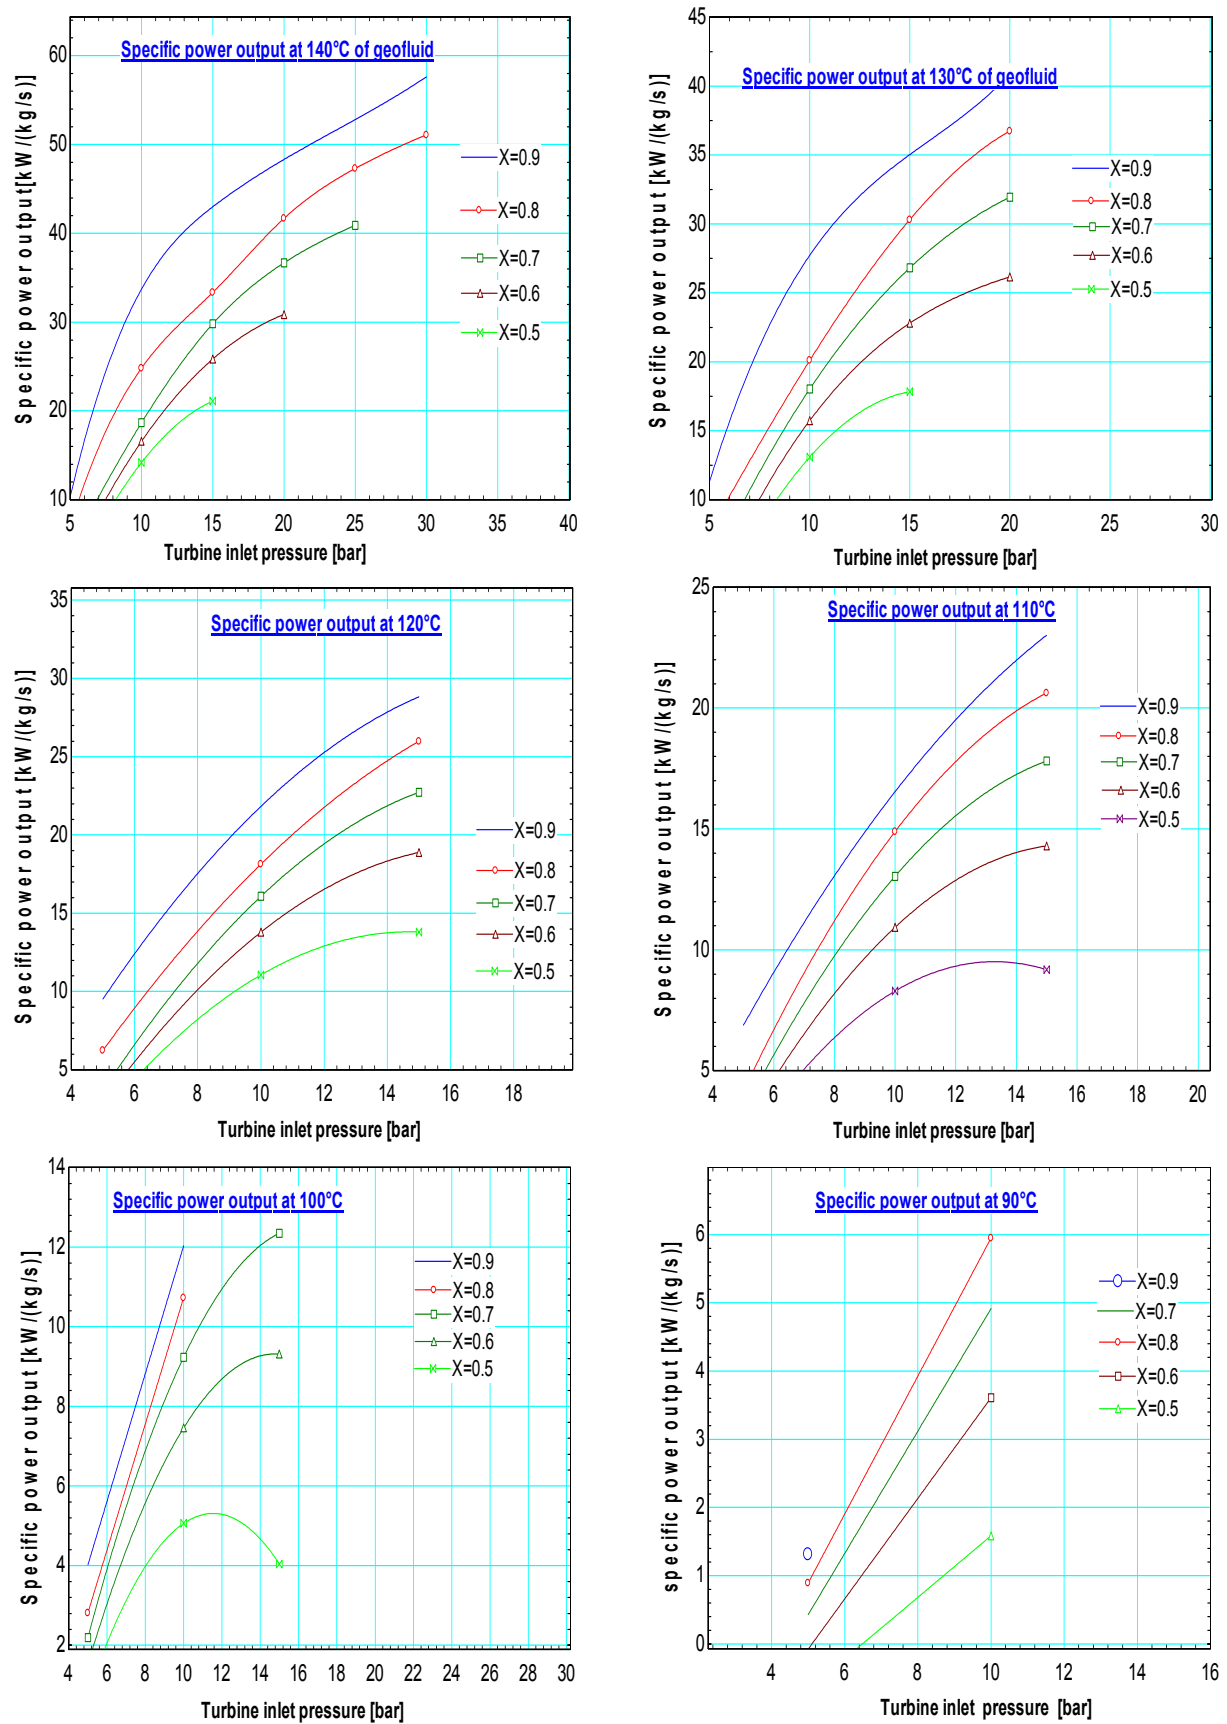 Specific power output at 140°C of geofluid
Specific power output[kW/(kg/s)]
60
50
40
30
20
10
X=0.9
X=0.8
X=0.7
X=0.6
X=0.5
5 10 15 20 25 30 35 40
Turbine inlet pressure [bar]
Specific power output at 130°C of geofluid
Specific power output [kW/(kg/s)]
45
40
35
30
25
20
15
10
X=0.9
X=0.8
X=0.7
X=0.6
X=0.5
5 10 15 20 25 30
Turbine inlet pressure [bar]
Specific power output at 120°C
Specific power output [kW/(kg/s)]
35
30
25
20
15
10
5
X=0.9
X=0.8
X=0.7
X=0.6
X=0.5
4 6 8 10 12 14 16 18
Turbine inlet pressure [bar]
Specific power output at 110°C
Specific power output [kW/(kg/s)]
25
20
15
10
5
X=0.9
X=0.8
X=0.7
X=0.6
X=0.5
4 6 8 10 12 14 16 18 20
Turbine inlet pressure [bar]
Specific power output at 100°C
Specific power output [kW/(kg/s)]
14
12
10
8
6
4
2
X=0.9
X=0.8
X=0.7
X=0.6
X=0.5
4 6 8 10 12 14 16 18 20 22 24 26 28 30
Turbine inlet pressure [bar]
Specific power output at 90°C
specific power output [kW/(kg/s)]
6
5
4
3
2
1
0
X=0.9
X=0.7
X=0.8
X=0.6
X=0.5
4 6 8 10 12 14 16
Turbine inlet pressure [bar]